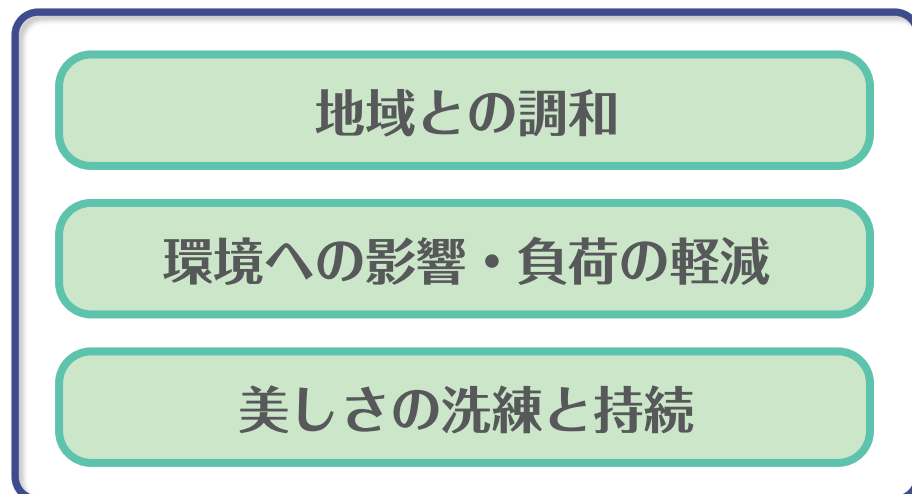 地域との調和
環境への影響・負荷の軽減
美しさの洗練と持続